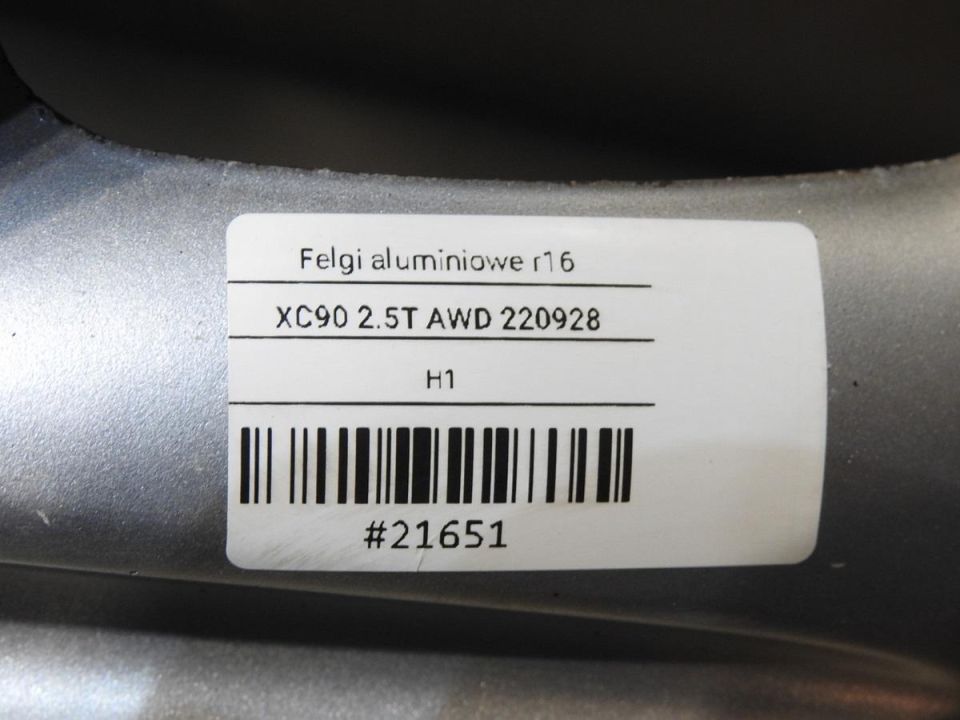 Felgi aluminiowe r16
XC90 2.5T AWD 220928
H1
#21651